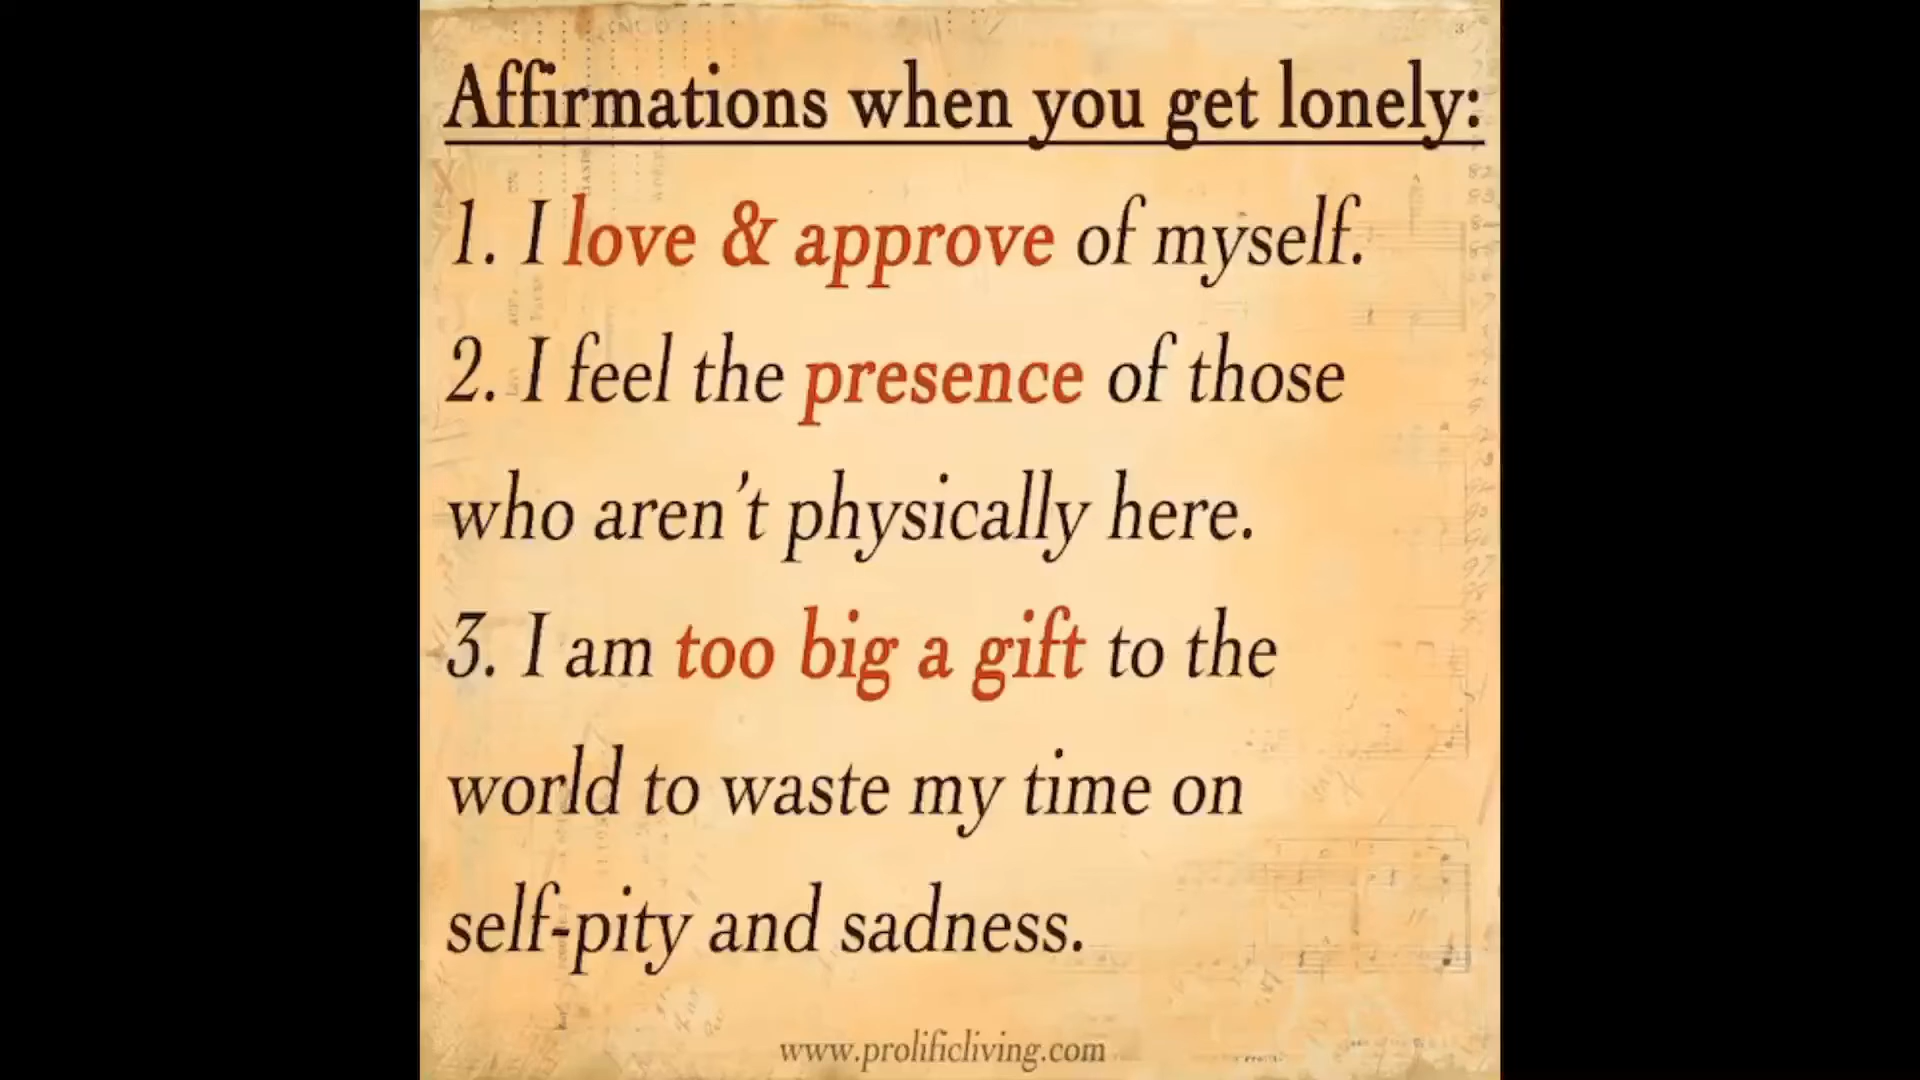 Affirmations when you get lonely:
1. I love & approve of myself.
2. I feel the presence of those
who aren't physically here.
3. I am too big a gift to the
world to waste my time on
self-pity and sadness.
www.prolificliving.com